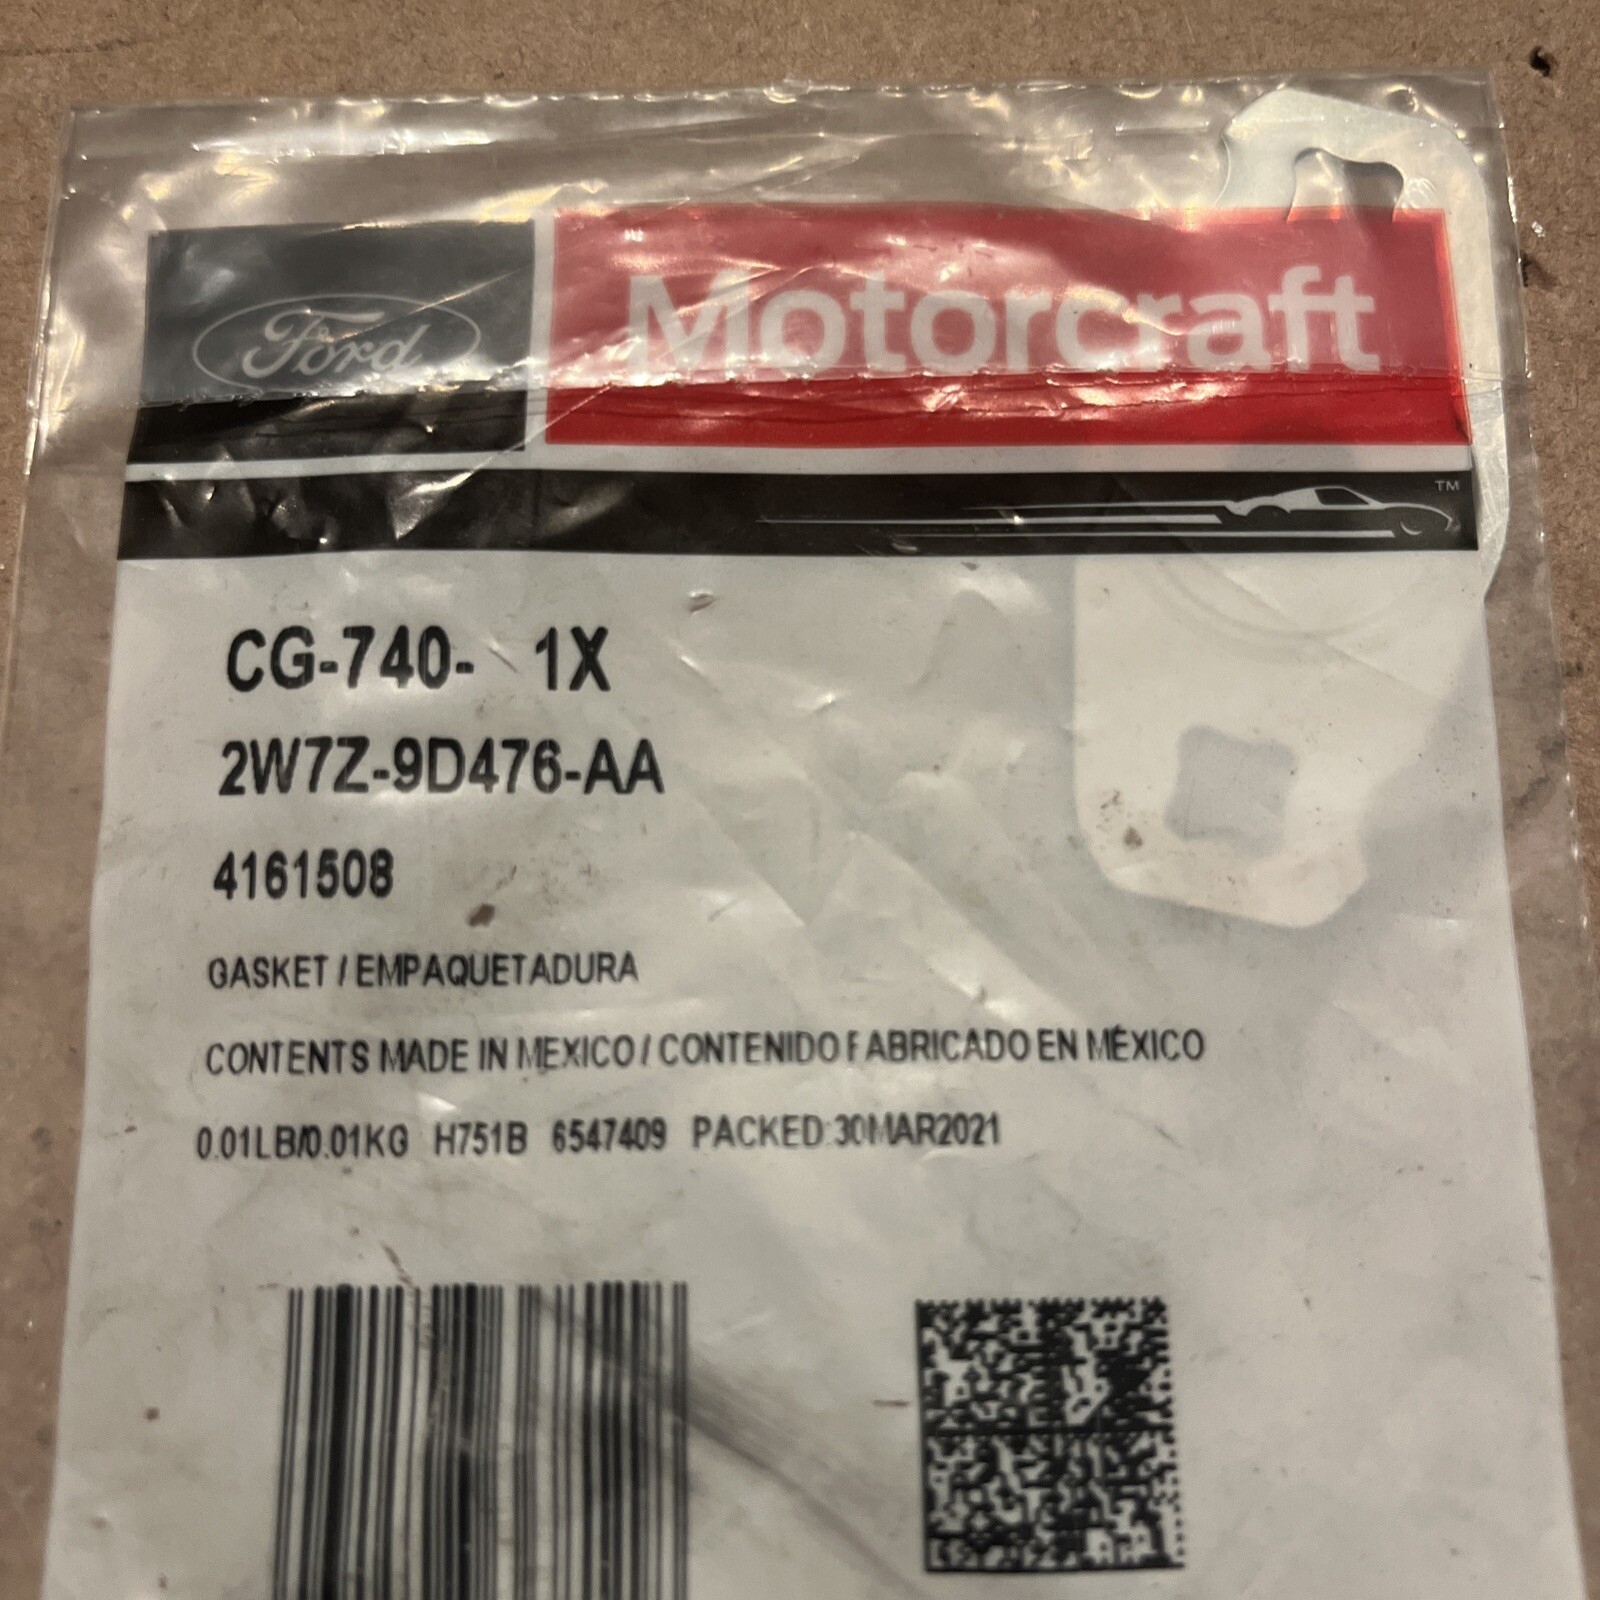 Ford
Motorcraft
TM
CG-740- 1X
2W7Z-9D476-AA
4161508
GASKET / EMPAQUETADURA
CONTENTS MADE IN MEXICO / CONTENIDO FABRICADO EN MÉXICO
0.01LB/0.01KG H751B 6547409 PACKED:30MAR2021